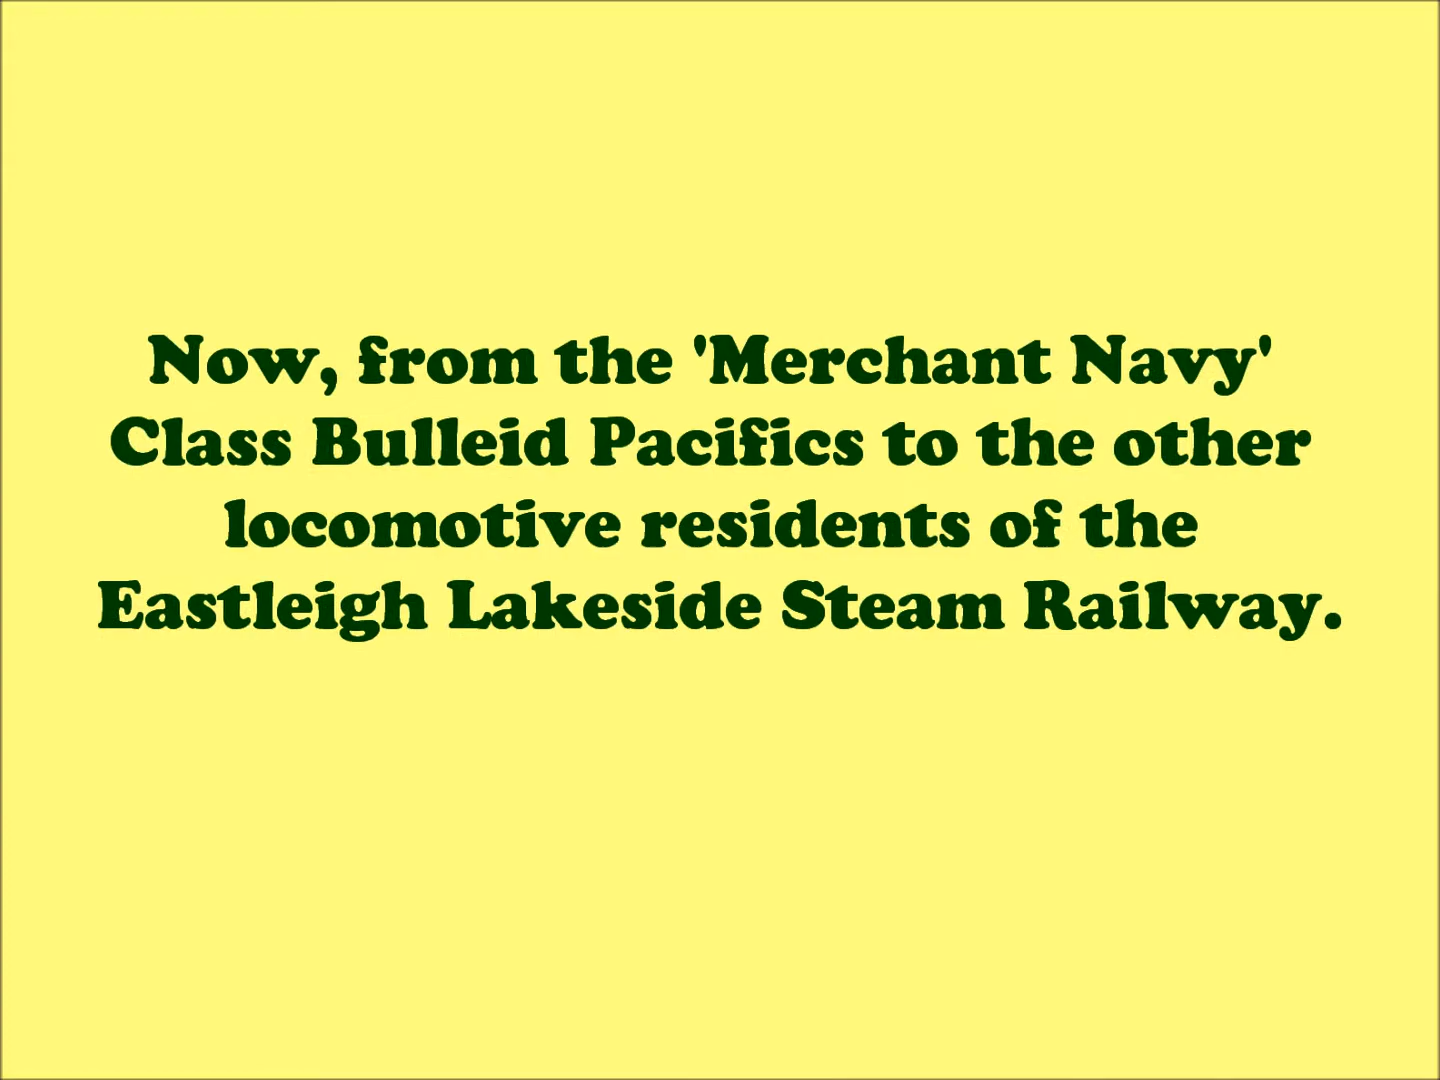 Now, from the 'Merchant Navy'
Class Bulleid Pacifics to the other
locomotive residents of the
Eastleigh Lakeside Steam Railway.